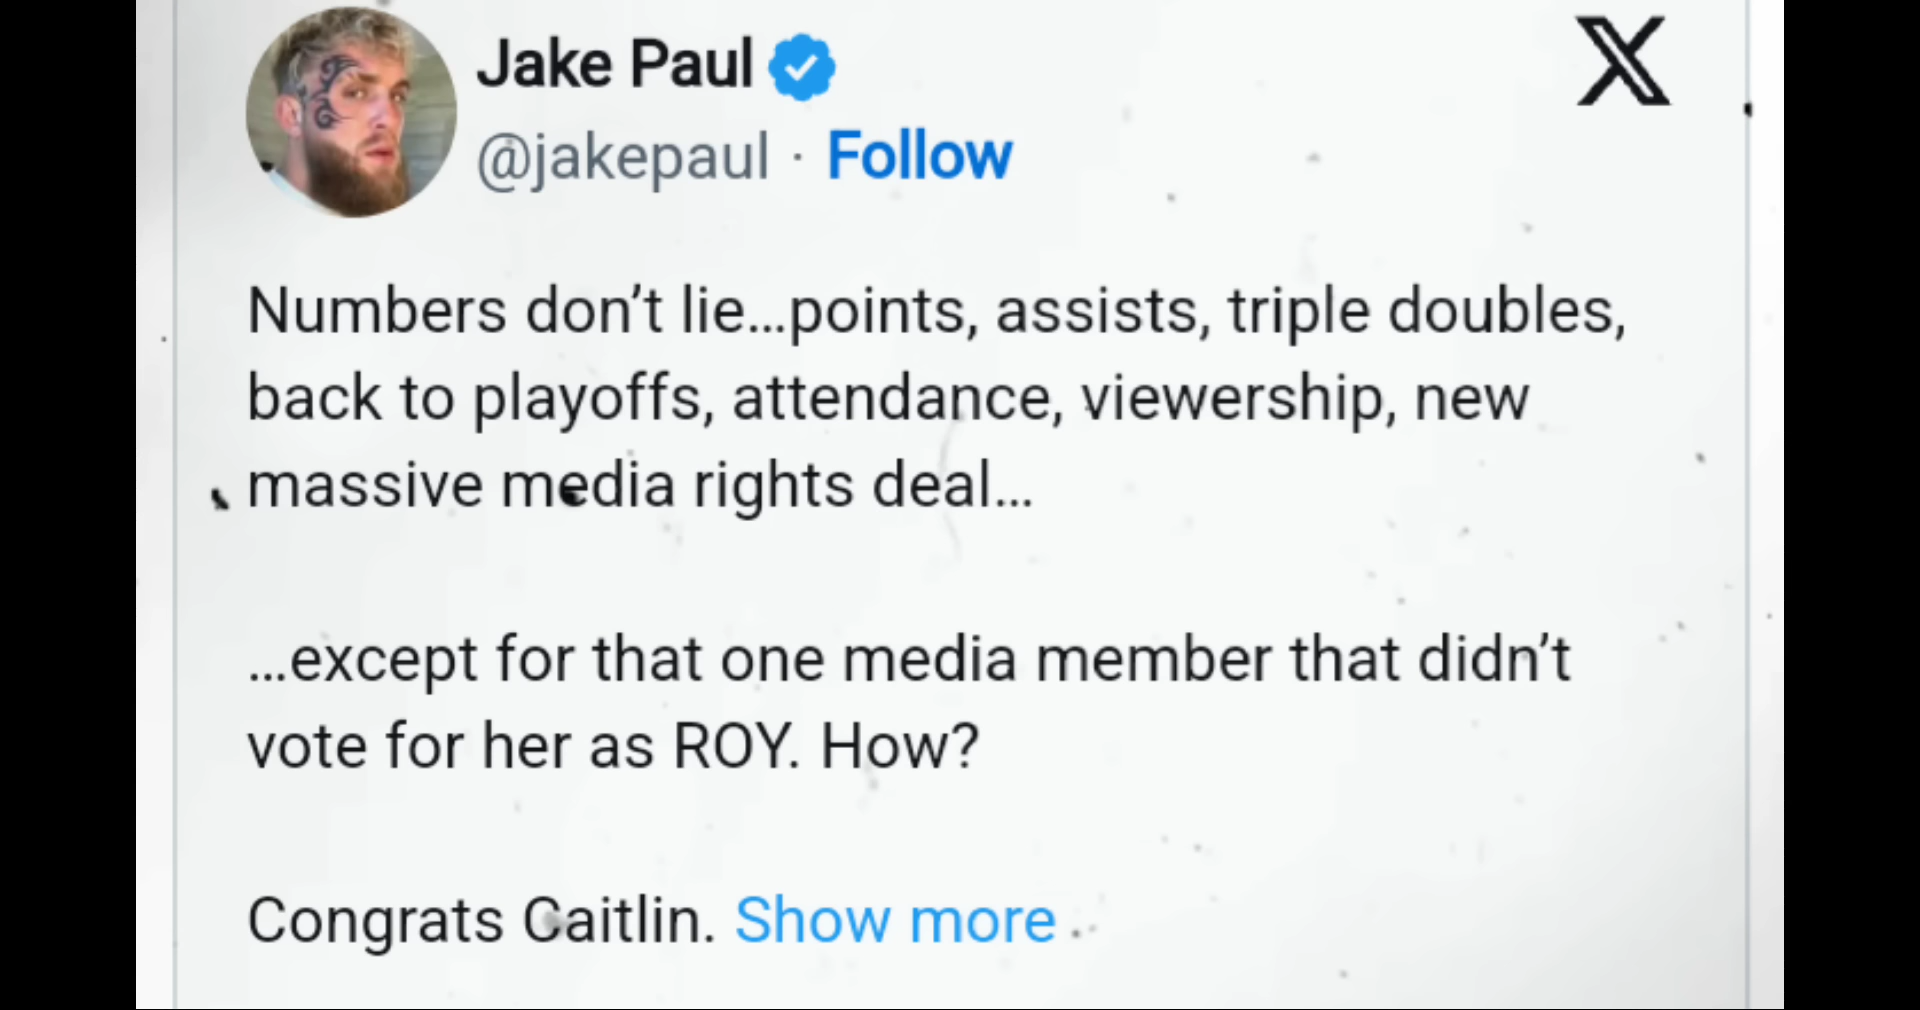 Jake Paul
@jakepaul · Follow
Numbers don’t lie…points, assists, triple doubles,
back to playoffs, attendance, viewership, new
massive media rights deal…
…except for that one media member that didn’t
vote for her as ROY. How?
Congrats Caitlin. Show more